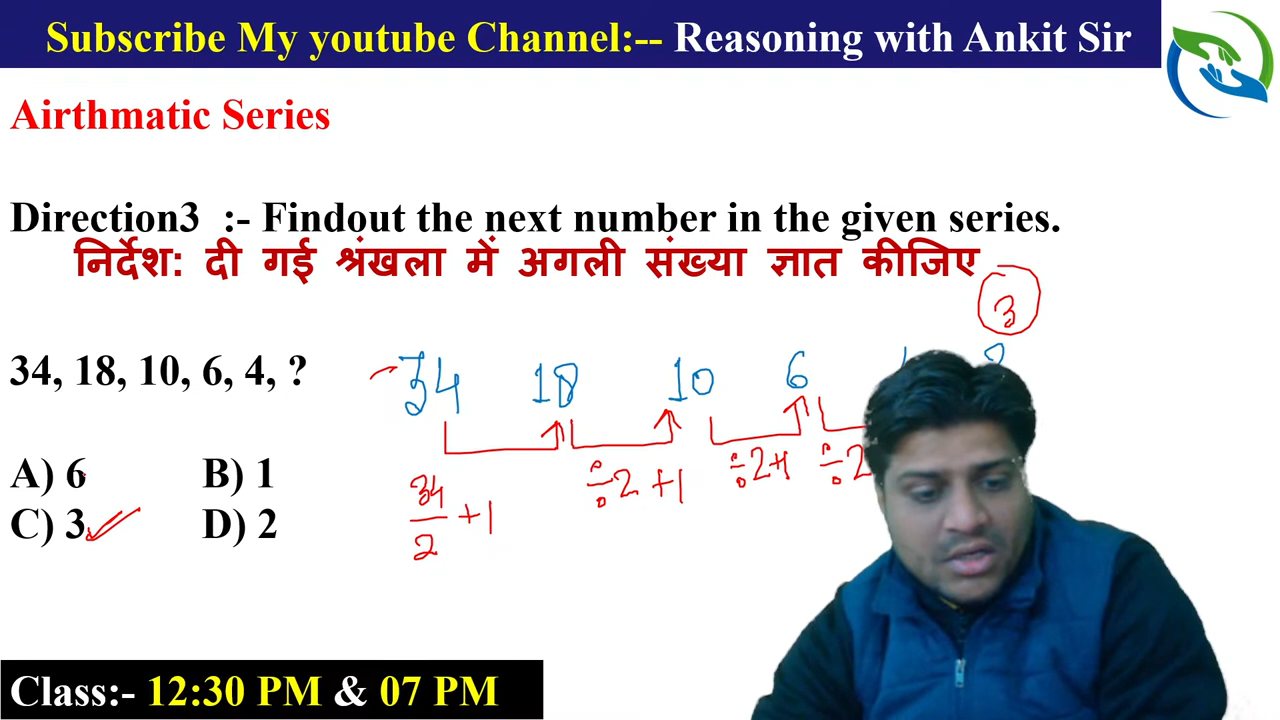 Subscribe My youtube Channel:-- Reasoning with Ankit Sir
Airthmatic Series
Direction3 :- Findout the next number in the given series.
निर्देश: दी गई श्रंखला में अगली संख्या ज्ञात कीजिए
3
34, 18, 10, 6, 4, ?
34 18 10 6
÷2 +1 ÷2+1 ÷2
A) 6 B) 1
34/2 +1
C) 3 D) 2
Class:- 12:30 PM & 07 PM